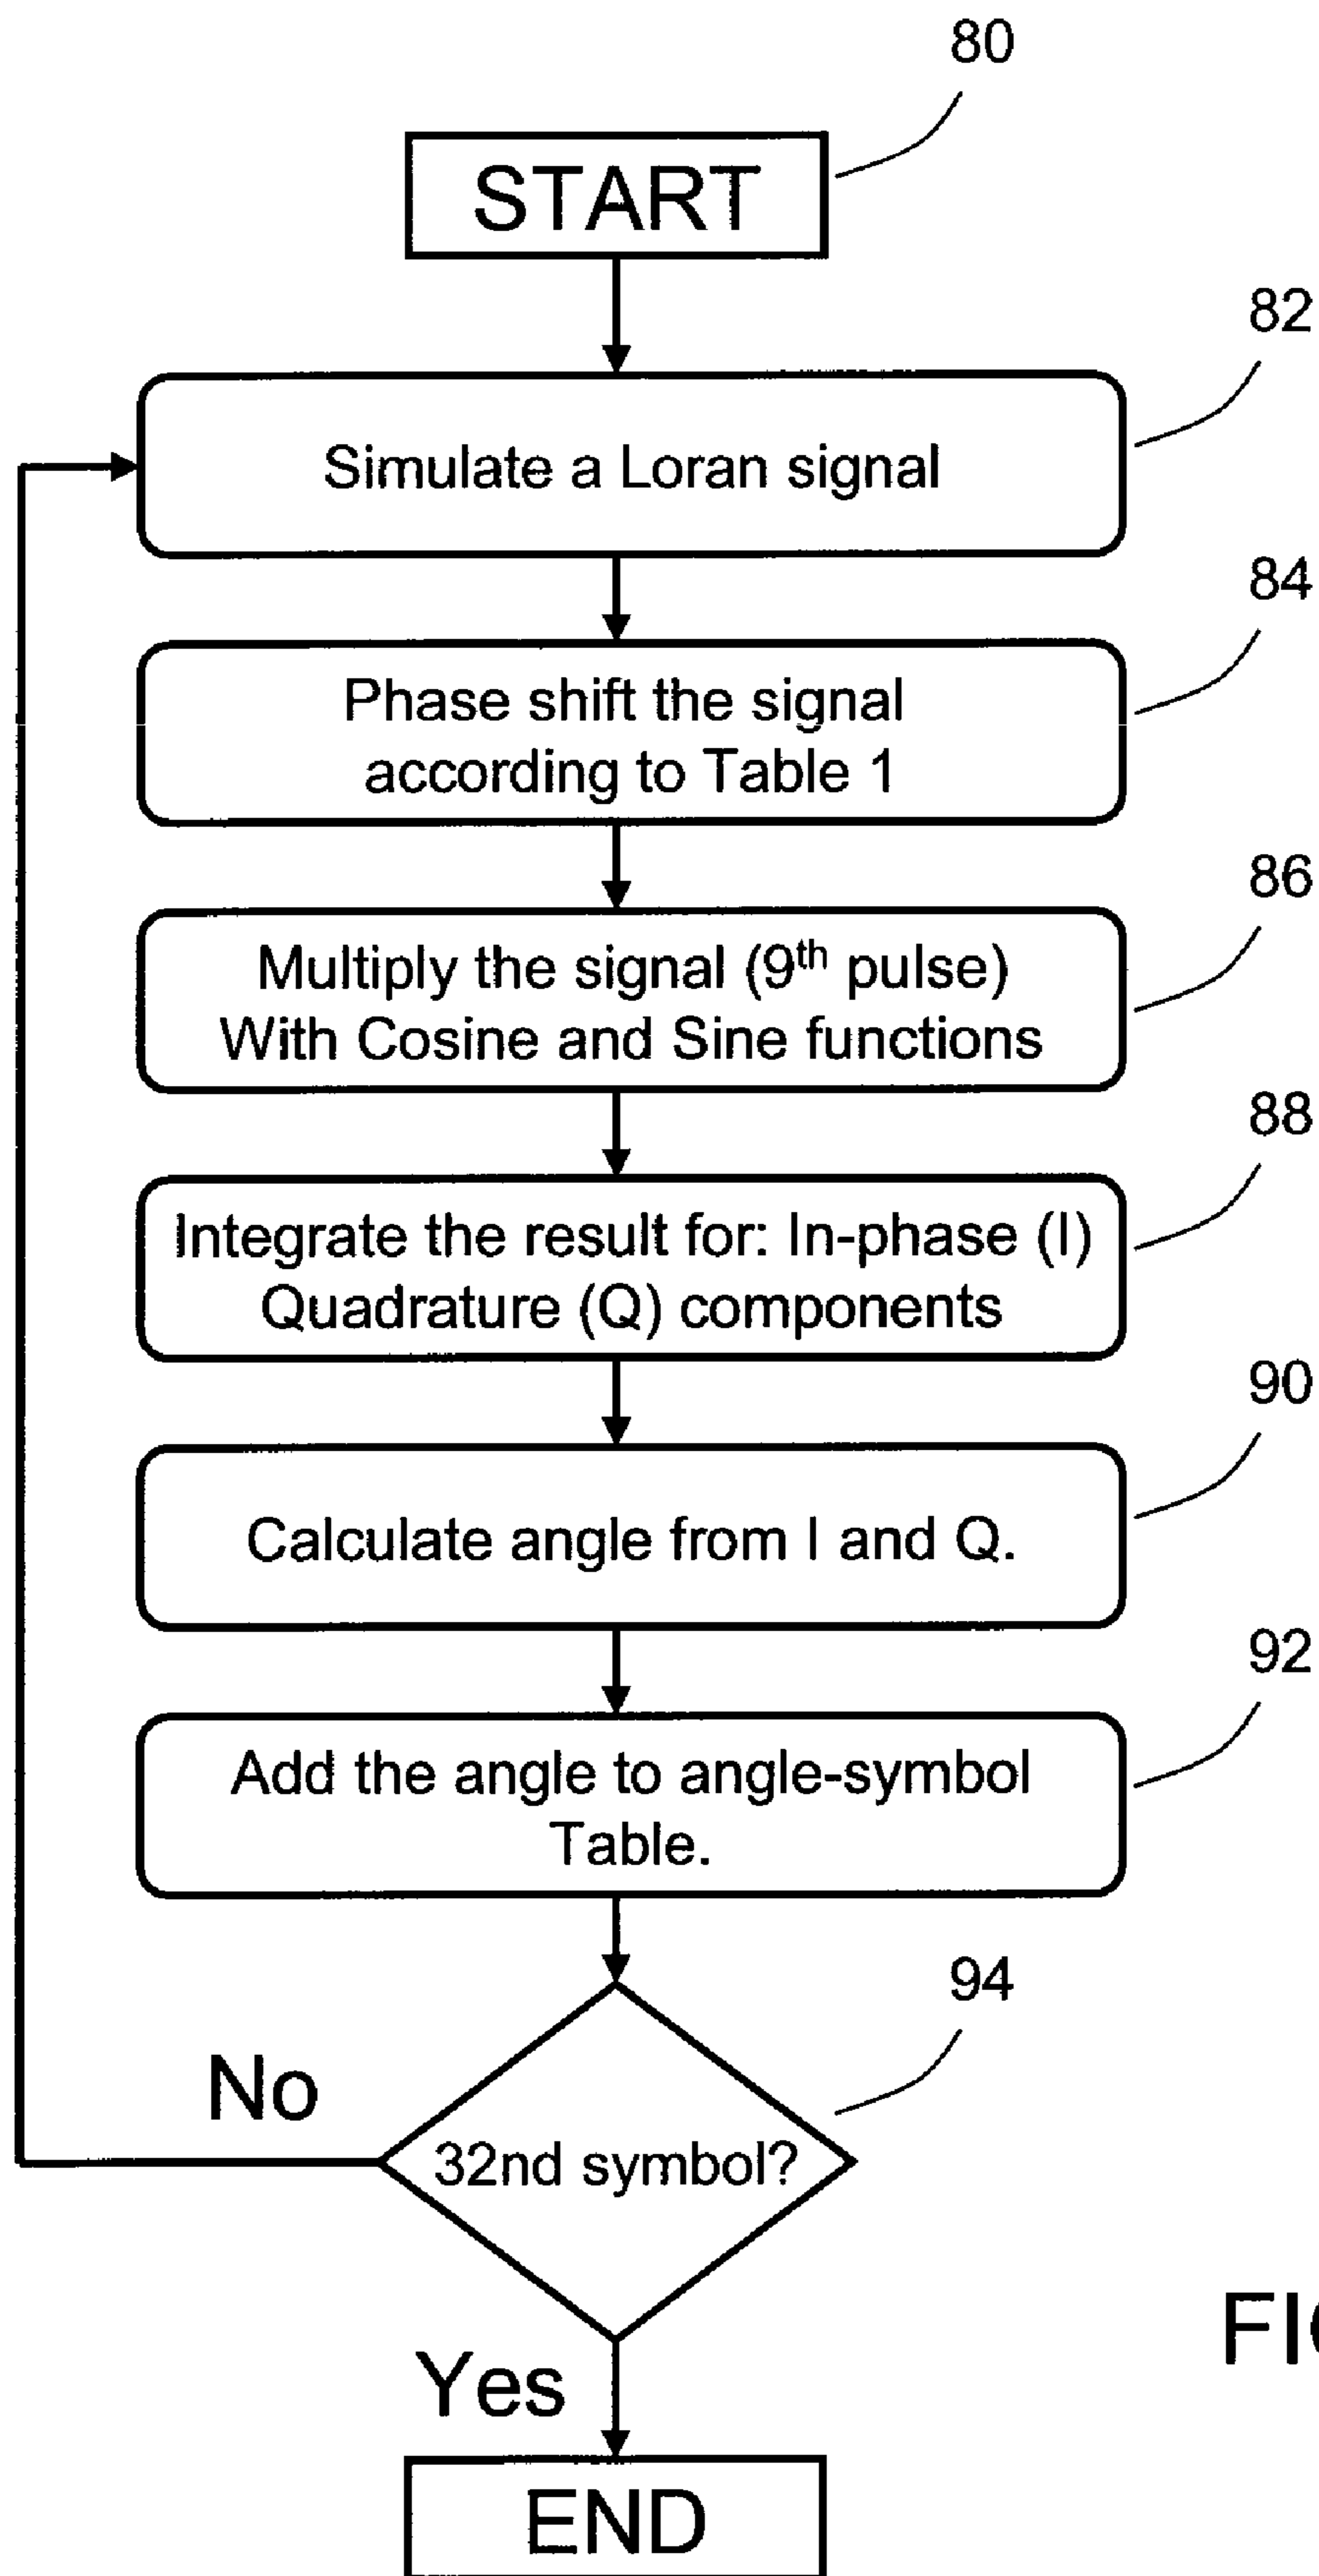 80
START
82
Simulate a Loran signal
84
Phase shift the signal
according to Table 1
86
Multiply the signal (9th pulse)
With Cosine and Sine functions
88
Integrate the result for: In-phase (I)
Quadrature (Q) components
90
Calculate angle from I and Q.
92
Add the angle to angle-symbol
Table.
94
No
32nd symbol?
Yes
END